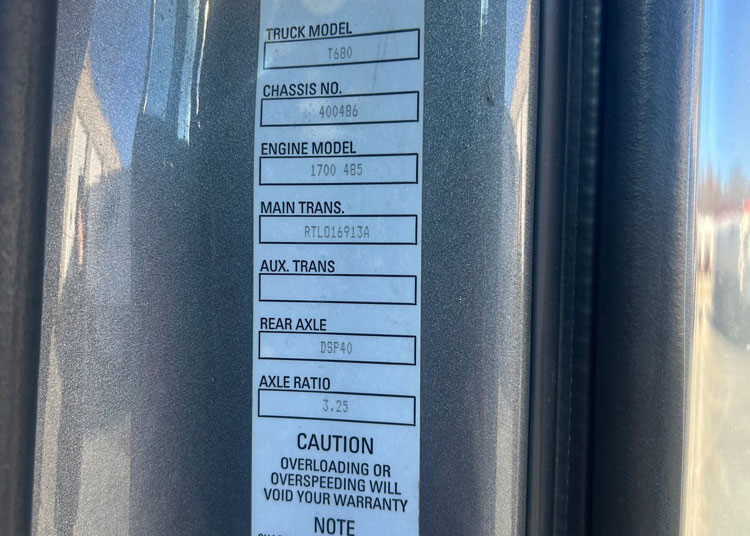 TRUCK MODEL
T680
CHASSIS NO.
400486
ENGINE MODEL
1700 485
MAIN TRANS.
RTLO16913A
AUX. TRANS
REAR AXLE
DSP40
AXLE RATIO
3.25
CAUTION
OVERLOADING OR
OVERSPEEDING WILL
VOID YOUR WARRANTY
NOTE